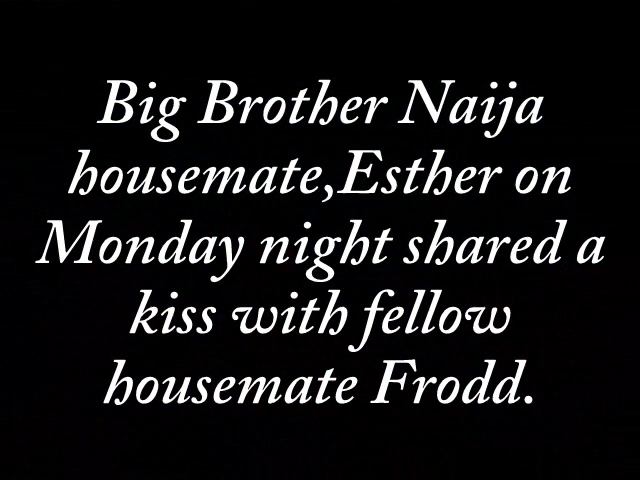 Big Brother Naija
housemate,Esther on
Monday night shared a
kiss with fellow
housemate Frodd.